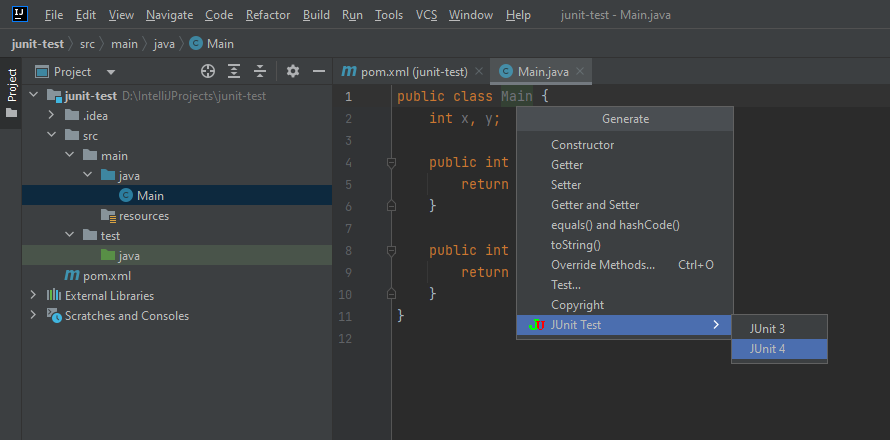 IJ File Edit View Navigate Code Refactor Build Run Tools VCS Window Help junit-test - Main.java
junit-test src main java C Main
Project
Project
junit-test D:\IntelliJProjects\junit-test
.idea
src
main
java
C Main
resources
test
java
m pom.xml
External Libraries
Scratches and Consoles
m pom.xml (junit-test) C Main.java
1 public class Main {
2 int x, y;
3
4 public int
5 return
6 }
7
8 public int
9 return
10 }
11 }
12
Generate
Constructor
Getter
Setter
Getter and Setter
equals() and hashCode()
toString()
Override Methods... Ctrl+O
Test...
Copyright
JUnit Test
JUnit 3
JUnit 4